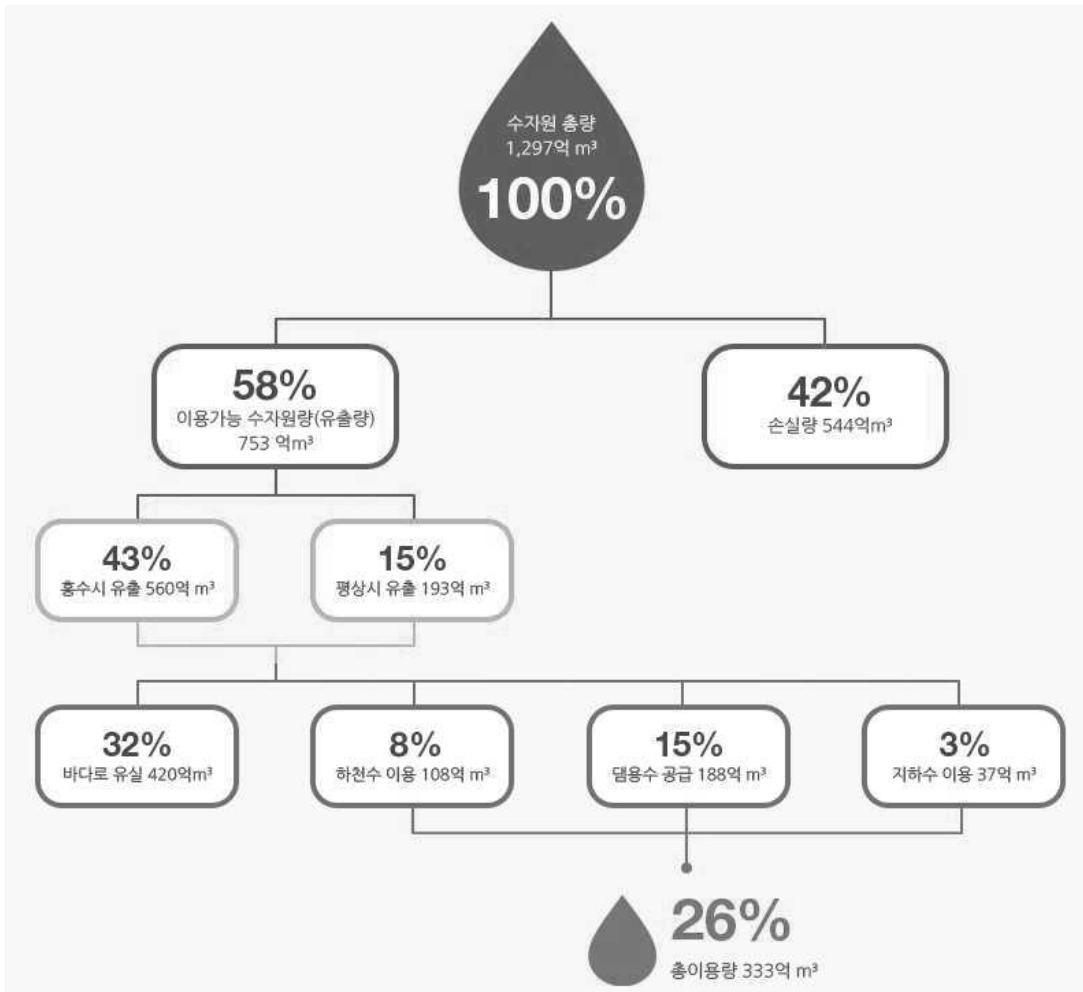 수자원 총량
1,297억 m³
100%
58%
이용가능 수자원량(유출량)
753 억m³
42%
손실량 544억m³
43%
홍수시 유출 560억 m³
15%
평상시 유출 193억 m³
32%
바다로 유실 420억m³
8%
하천수 이용 108억 m³
15%
댐용수 공급 188억 m³
3%
지하수 이용 37억 m³
26%
총이용량 333억 m³